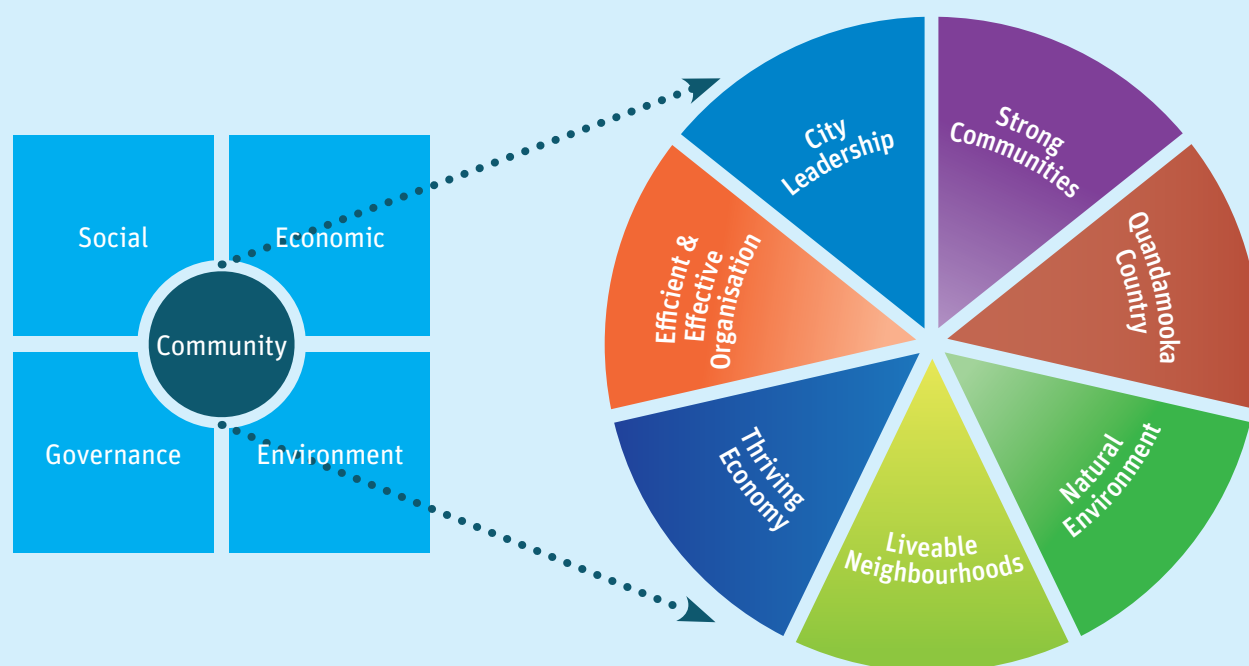 Social
Economic
Community
Governance
Environment
City
Leadership
Strong
Communities
Quandamooka
Country
Natural
Environment
Liveable
Neighbourhoods
Thriving
Economy
Efficient &
Effective
Organisation